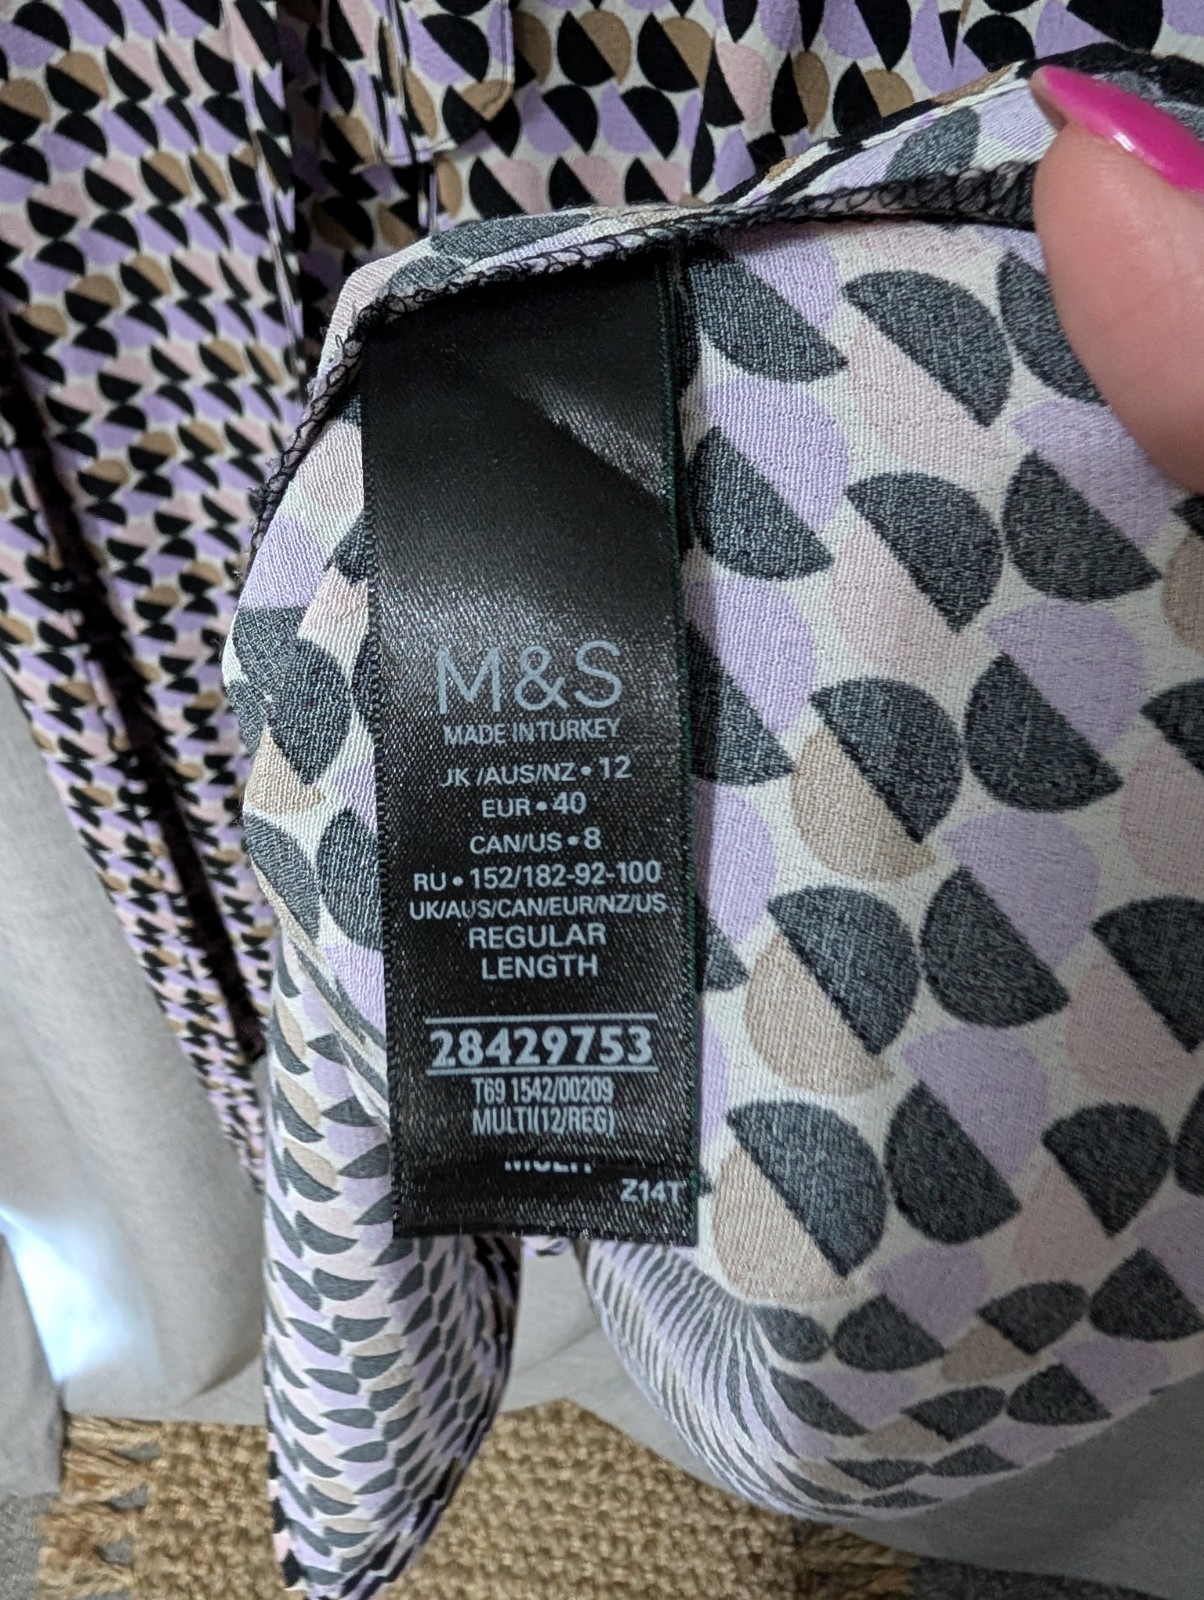 M&S
MADE IN TURKEY
JK /AUS/NZ • 12
EUR • 40
CAN/US • 8
RU • 152/182-92-100
UK/AUS/CAN/EUR/NZ/US
REGULAR
LENGTH
28429753
T69 1542/00209
MULTI(12/REG)
Z14T